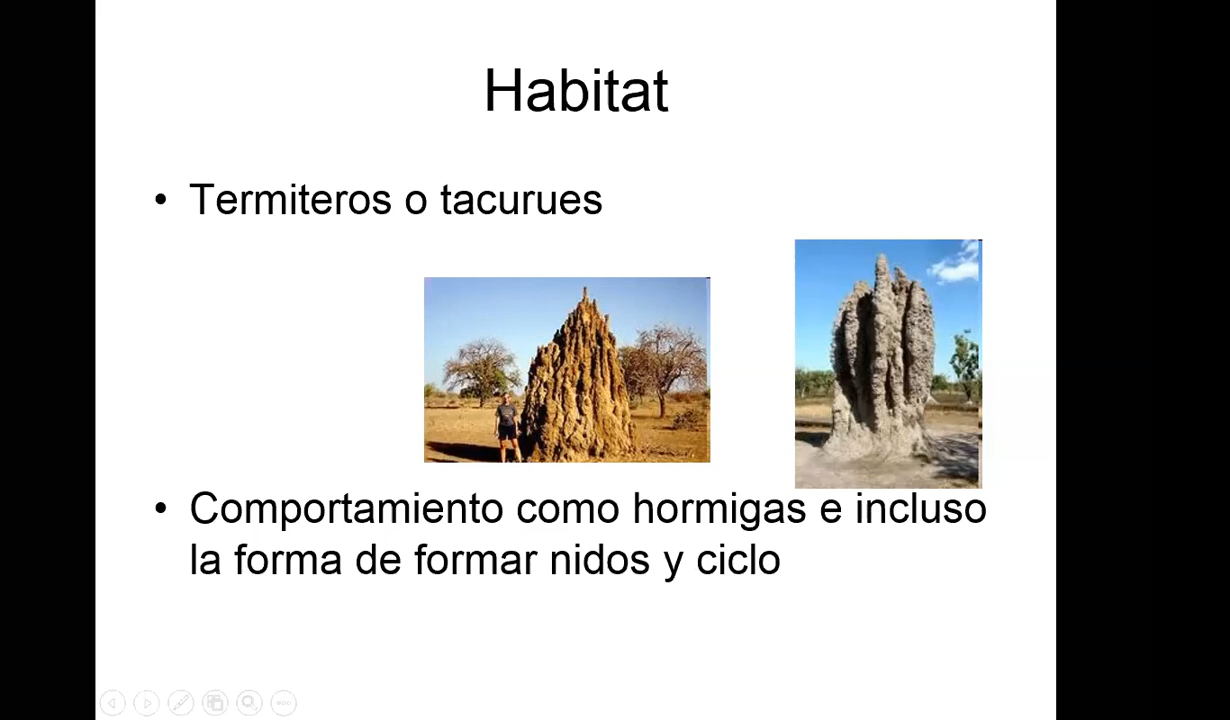 Habitat
• Termiteros o tacurues
• Comportamiento como hormigas e incluso
la forma de formar nidos y ciclo